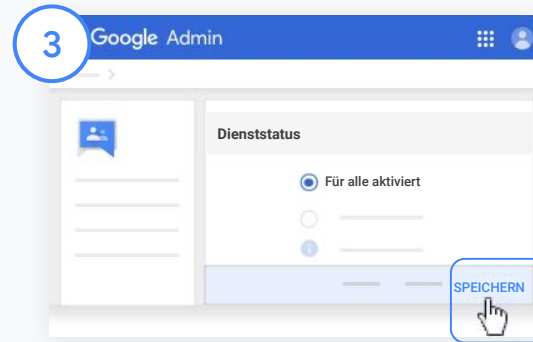 3
Google Admin
Dienststatus
Für alle aktiviert
SPEICHERN